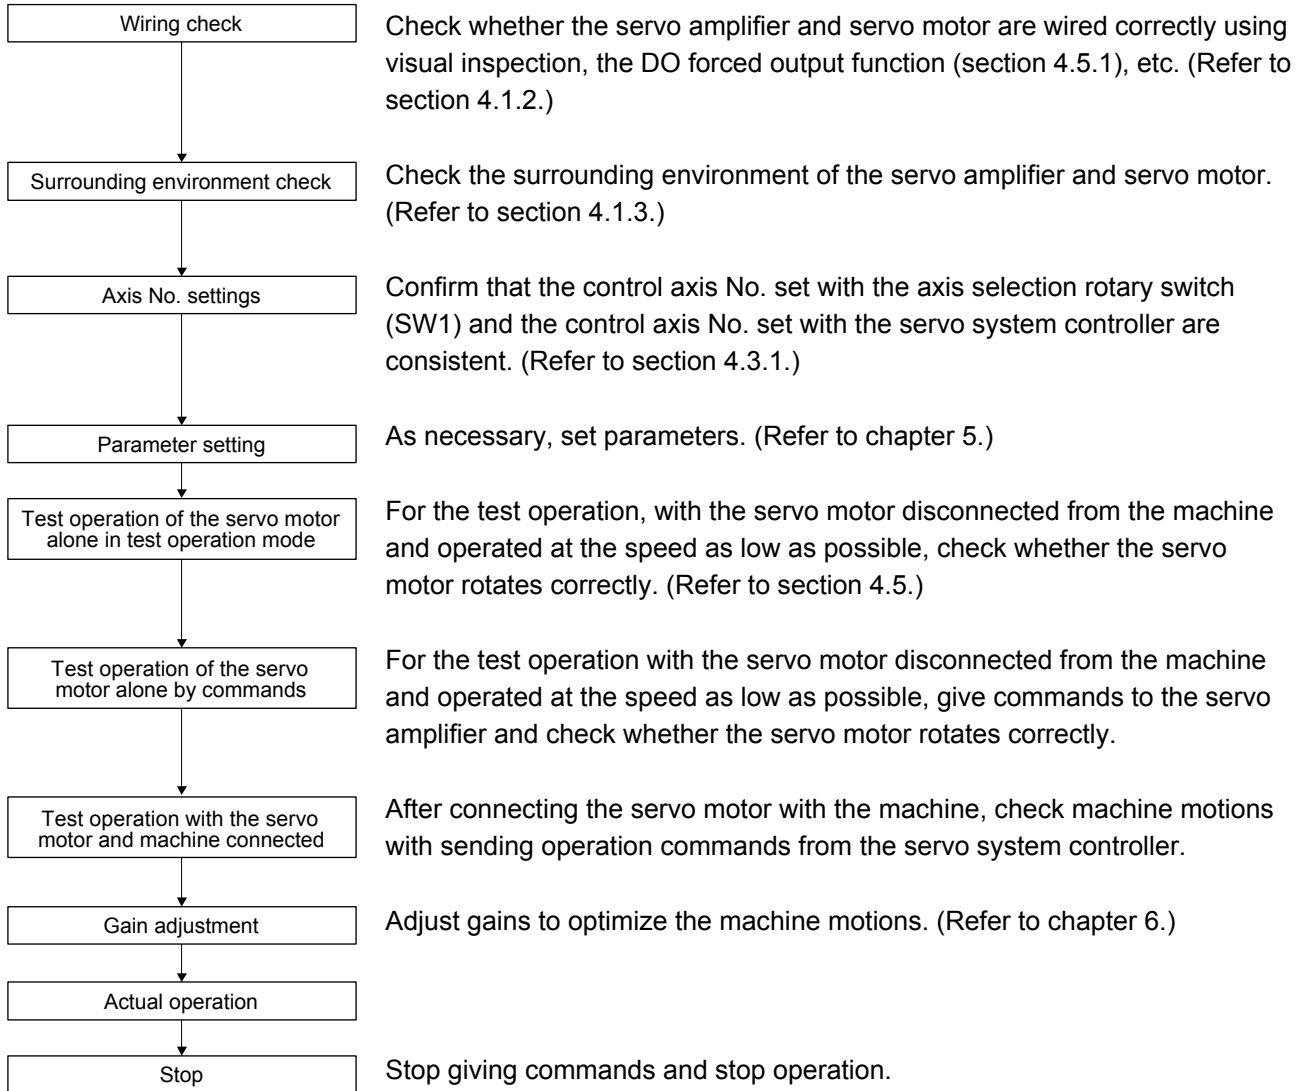 Wiring check
Check whether the servo amplifier and servo motor are wired correctly using
visual inspection, the DO forced output function (section 4.5.1), etc. (Refer to
section 4.1.2.)
Surrounding environment check
Check the surrounding environment of the servo amplifier and servo motor.
(Refer to section 4.1.3.)
Axis No. settings
Confirm that the control axis No. set with the axis selection rotary switch
(SW1) and the control axis No. set with the servo system controller are
consistent. (Refer to section 4.3.1.)
Parameter setting
As necessary, set parameters. (Refer to chapter 5.)
Test operation of the servo motor
alone in test operation mode
For the test operation, with the servo motor disconnected from the machine
and operated at the speed as low as possible, check whether the servo
motor rotates correctly. (Refer to section 4.5.)
Test operation of the servo
motor alone by commands
For the test operation with the servo motor disconnected from the machine
and operated at the speed as low as possible, give commands to the servo
amplifier and check whether the servo motor rotates correctly.
Test operation with the servo
motor and machine connected
After connecting the servo motor with the machine, check machine motions
with sending operation commands from the servo system controller.
Gain adjustment
Adjust gains to optimize the machine motions. (Refer to chapter 6.)
Actual operation
Stop
Stop giving commands and stop operation.